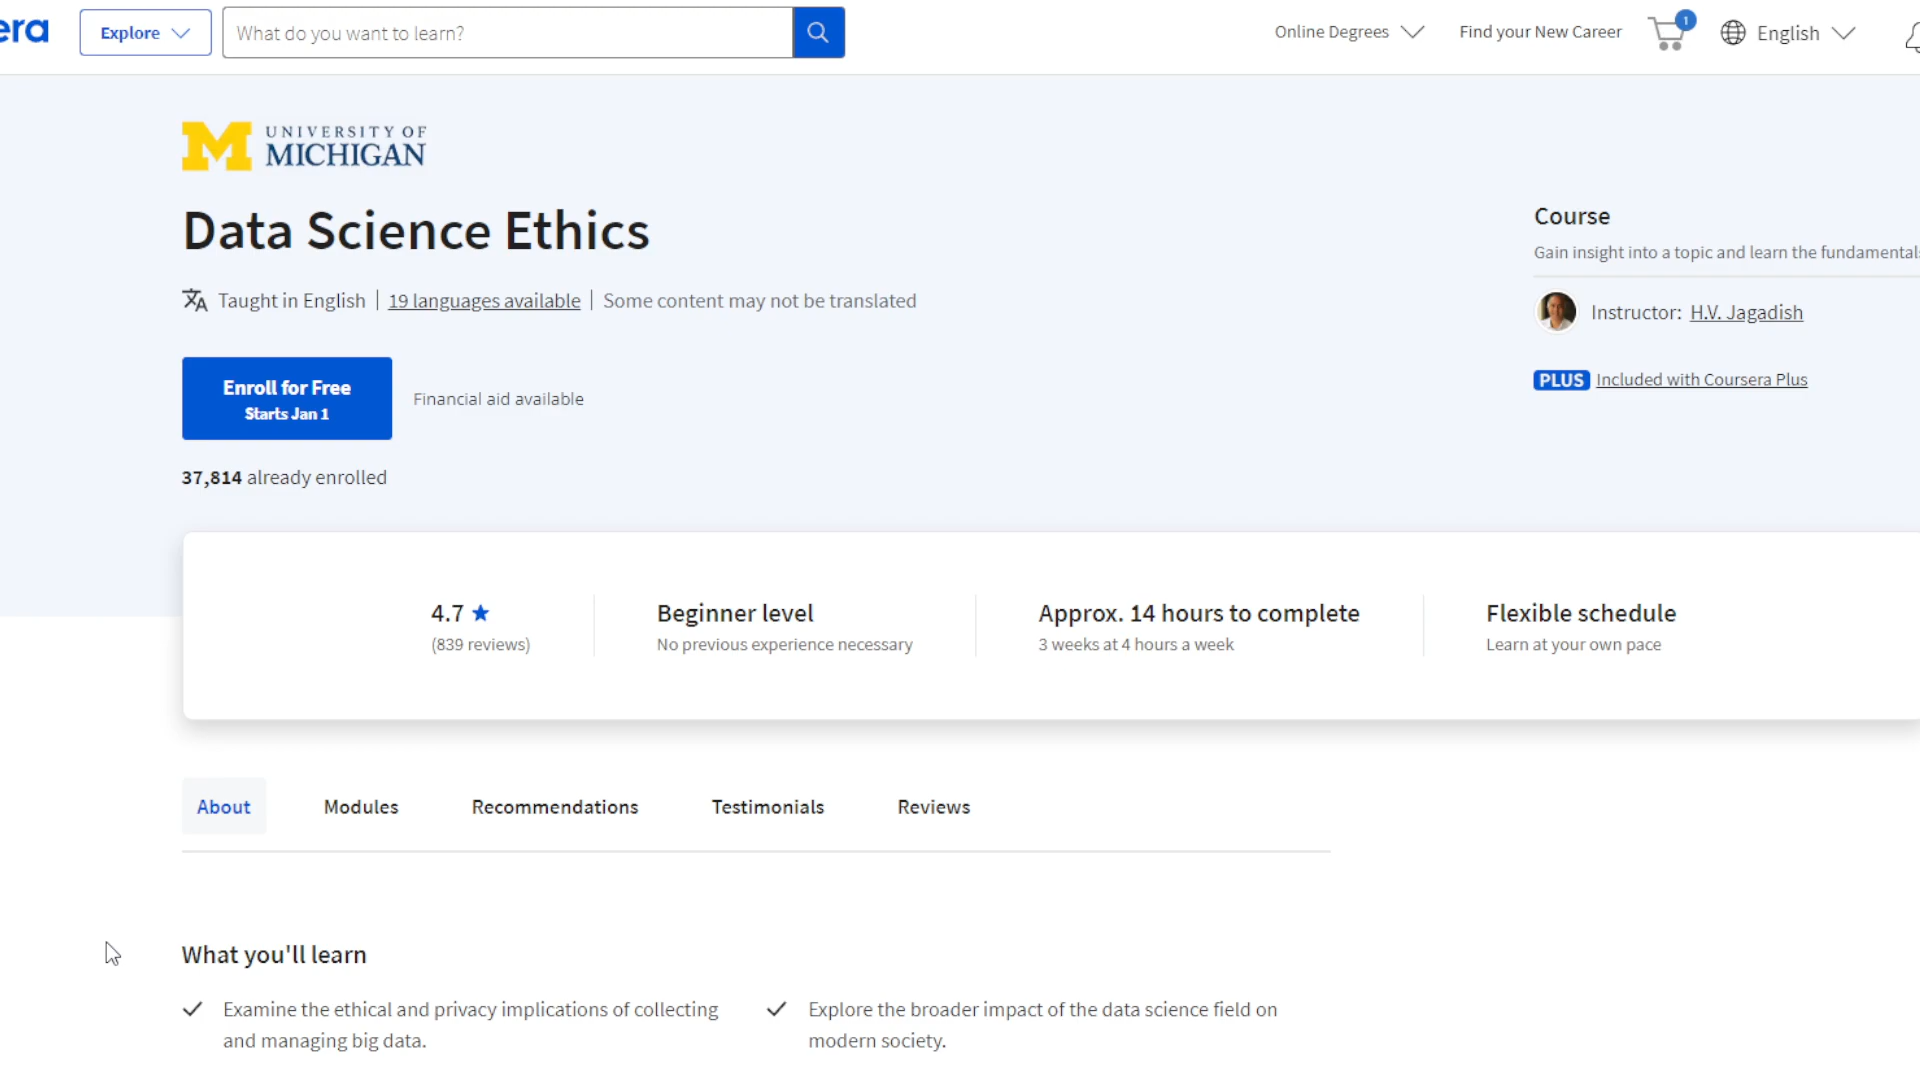 era
Explore
What do you want to learn?
Online Degrees
Find your New Career
1
English
UNIVERSITY OF
MICHIGAN
Data Science Ethics
Taught in English | 19 languages available | Some content may not be translated
Enroll for Free
Starts Jan 1
Financial aid available
37,814 already enrolled
Course
Gain insight into a topic and learn the fundamentals
Instructor: H.V. Jagadish
PLUS Included with Coursera Plus
4.7
(839 reviews)
Beginner level
No previous experience necessary
Approx. 14 hours to complete
3 weeks at 4 hours a week
Flexible schedule
Learn at your own pace
About
Modules
Recommendations
Testimonials
Reviews
What you'll learn
Examine the ethical and privacy implications of collecting
and managing big data.
Explore the broader impact of the data science field on
modern society.